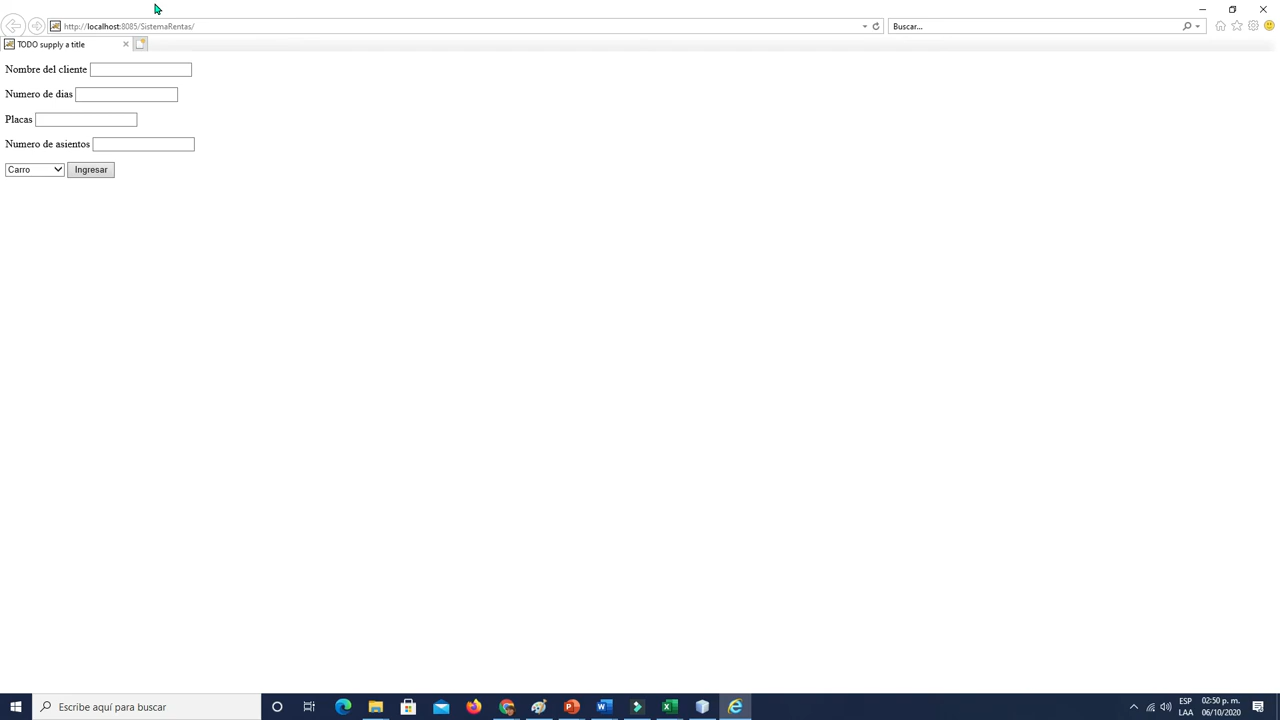 http://localhost:8085/SistemaRentas/
Buscar...
TODO supply a title
Nombre del cliente
Numero de dias
Placas
Numero de asientos
Carro Ingresar
Escribe aquí para buscar
ESP 02:50 p. m.
LAA 06/10/2020